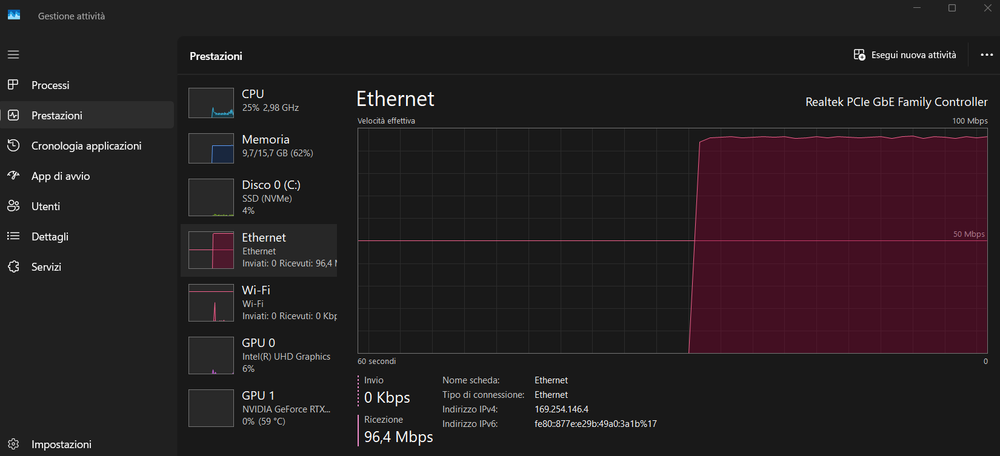 Gestione attività
Prestazioni
Esegui nuova attività
Processi
Prestazioni
Cronologia applicazioni
App di avvio
Utenti
Dettagli
Servizi
Impostazioni
CPU
25% 2,98 GHz
Memoria
9,7/15,7 GB (62%)
Disco 0 (C:)
SSD (NVMe)
4%
Ethernet
Ethernet
Inviati: 0 Ricevuti: 96,4
Wi-Fi
Wi-Fi
Inviati: 0 Ricevuti: 0 Kbp
GPU 0
Intel(R) UHD Graphics
6%
GPU 1
NVIDIA GeForce RTX...
0% (59 °C)
Ethernet
Realtek PCIe GbE Family Controller
Velocità effettiva
100 Mbps
50 Mbps
60 secondi
0
Invio
0 Kbps
Ricezione
96,4 Mbps
Nome scheda: Ethernet
Tipo di connessione: Ethernet
Indirizzo IPv4: 169.254.146.4
Indirizzo IPv6: fe80::877e:e29b:49a0:3a1b%17